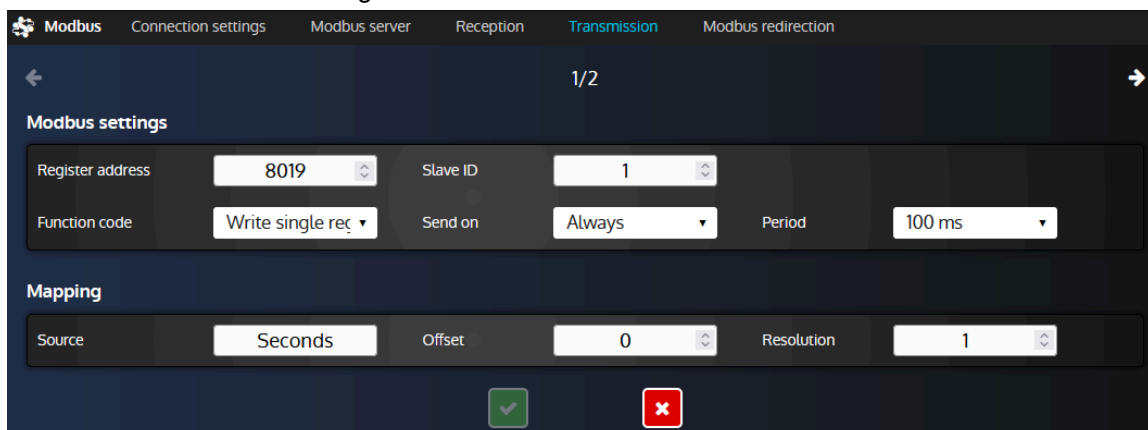 Modbus Connection settings Modbus server Reception Transmission Modbus redirection
1/2
Modbus settings
Register address 8019 Slave ID 1
Function code Write single reg Send on Always Period 100 ms
Mapping
Source Seconds Offset 0 Resolution 1